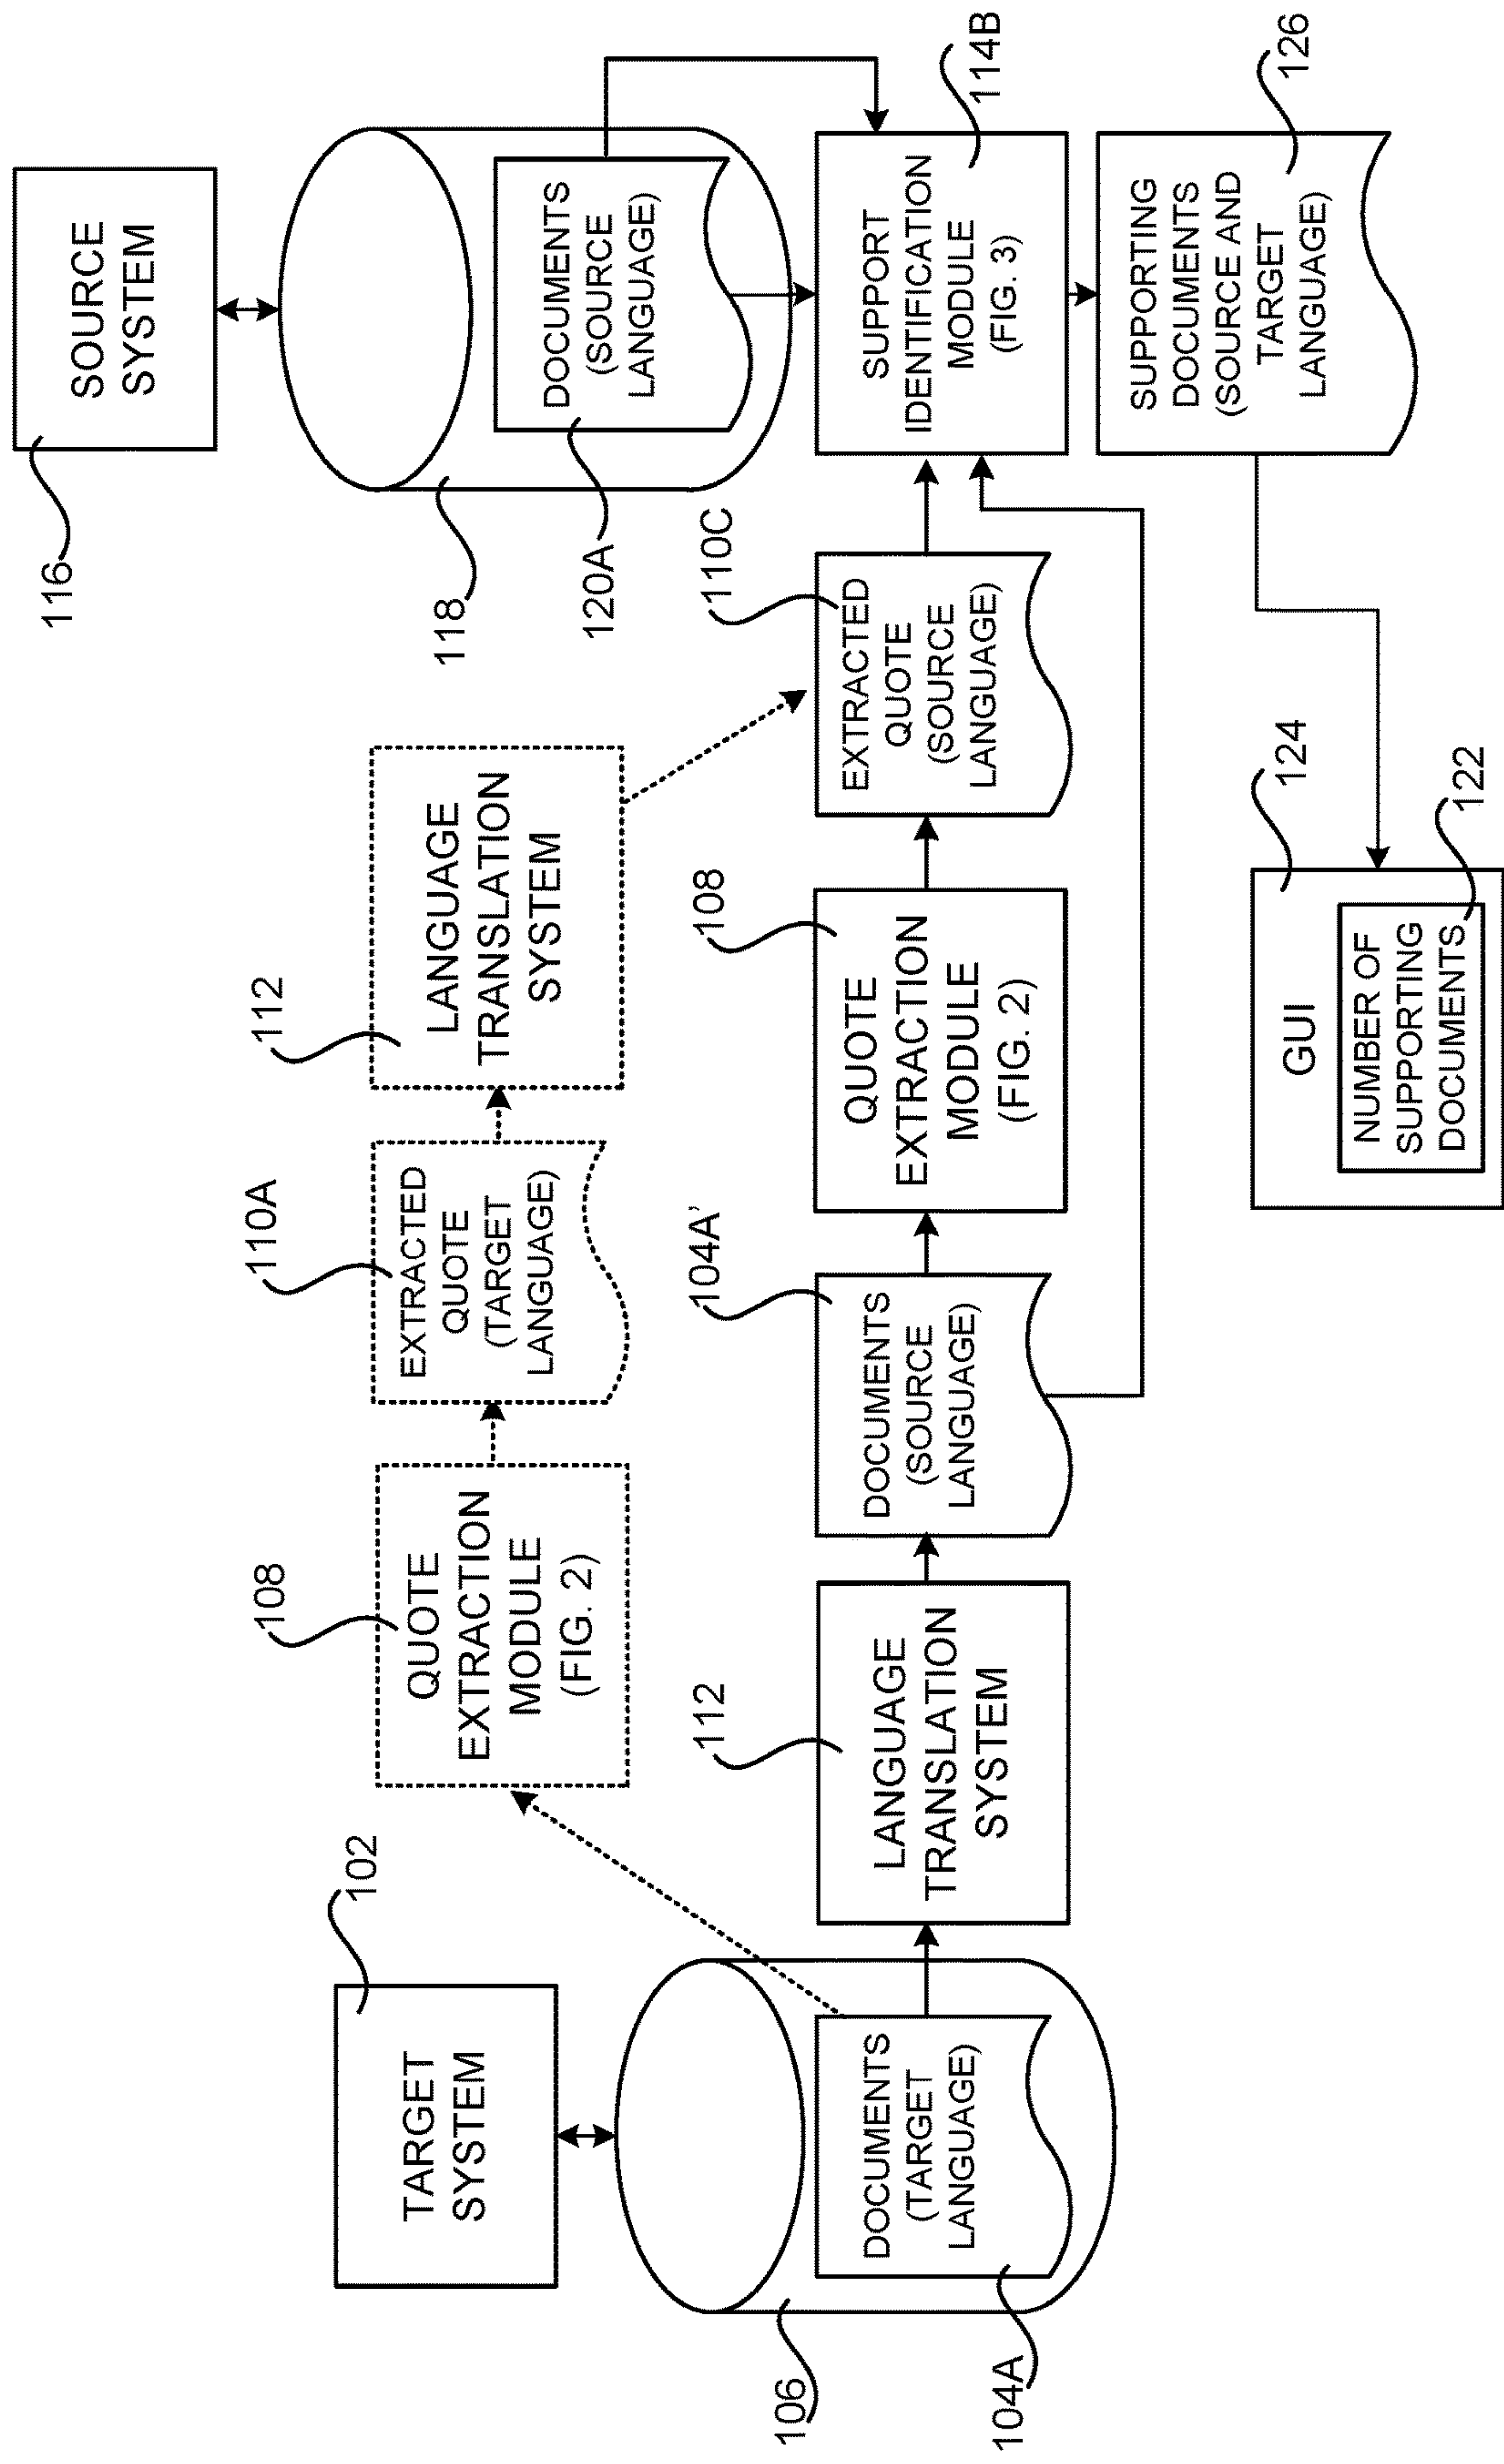 SOURCE
SYSTEM
116
118
DOCUMENTS
(SOURCE
LANGUAGE)
120A
TARGET
SYSTEM
102
106
DOCUMENTS
(TARGET
LANGUAGE)
104A
QUOTE
EXTRACTION
MODULE
(FIG. 2)
108
EXTRACTED
QUOTE
(TARGET
LANGUAGE)
110A
LANGUAGE
TRANSLATION
SYSTEM
112
LANGUAGE
TRANSLATION
SYSTEM
112
DOCUMENTS
(SOURCE
LANGUAGE)
104A'
QUOTE
EXTRACTION
MODULE
(FIG. 2)
108
EXTRACTED
QUOTE
(SOURCE
LANGUAGE)
110C
SUPPORT
IDENTIFICATION
MODULE
(FIG. 3)
114B
SUPPORTING
DOCUMENTS
(SOURCE AND
TARGET
LANGUAGE)
126
GUI
124
NUMBER OF
SUPPORTING
DOCUMENTS
122